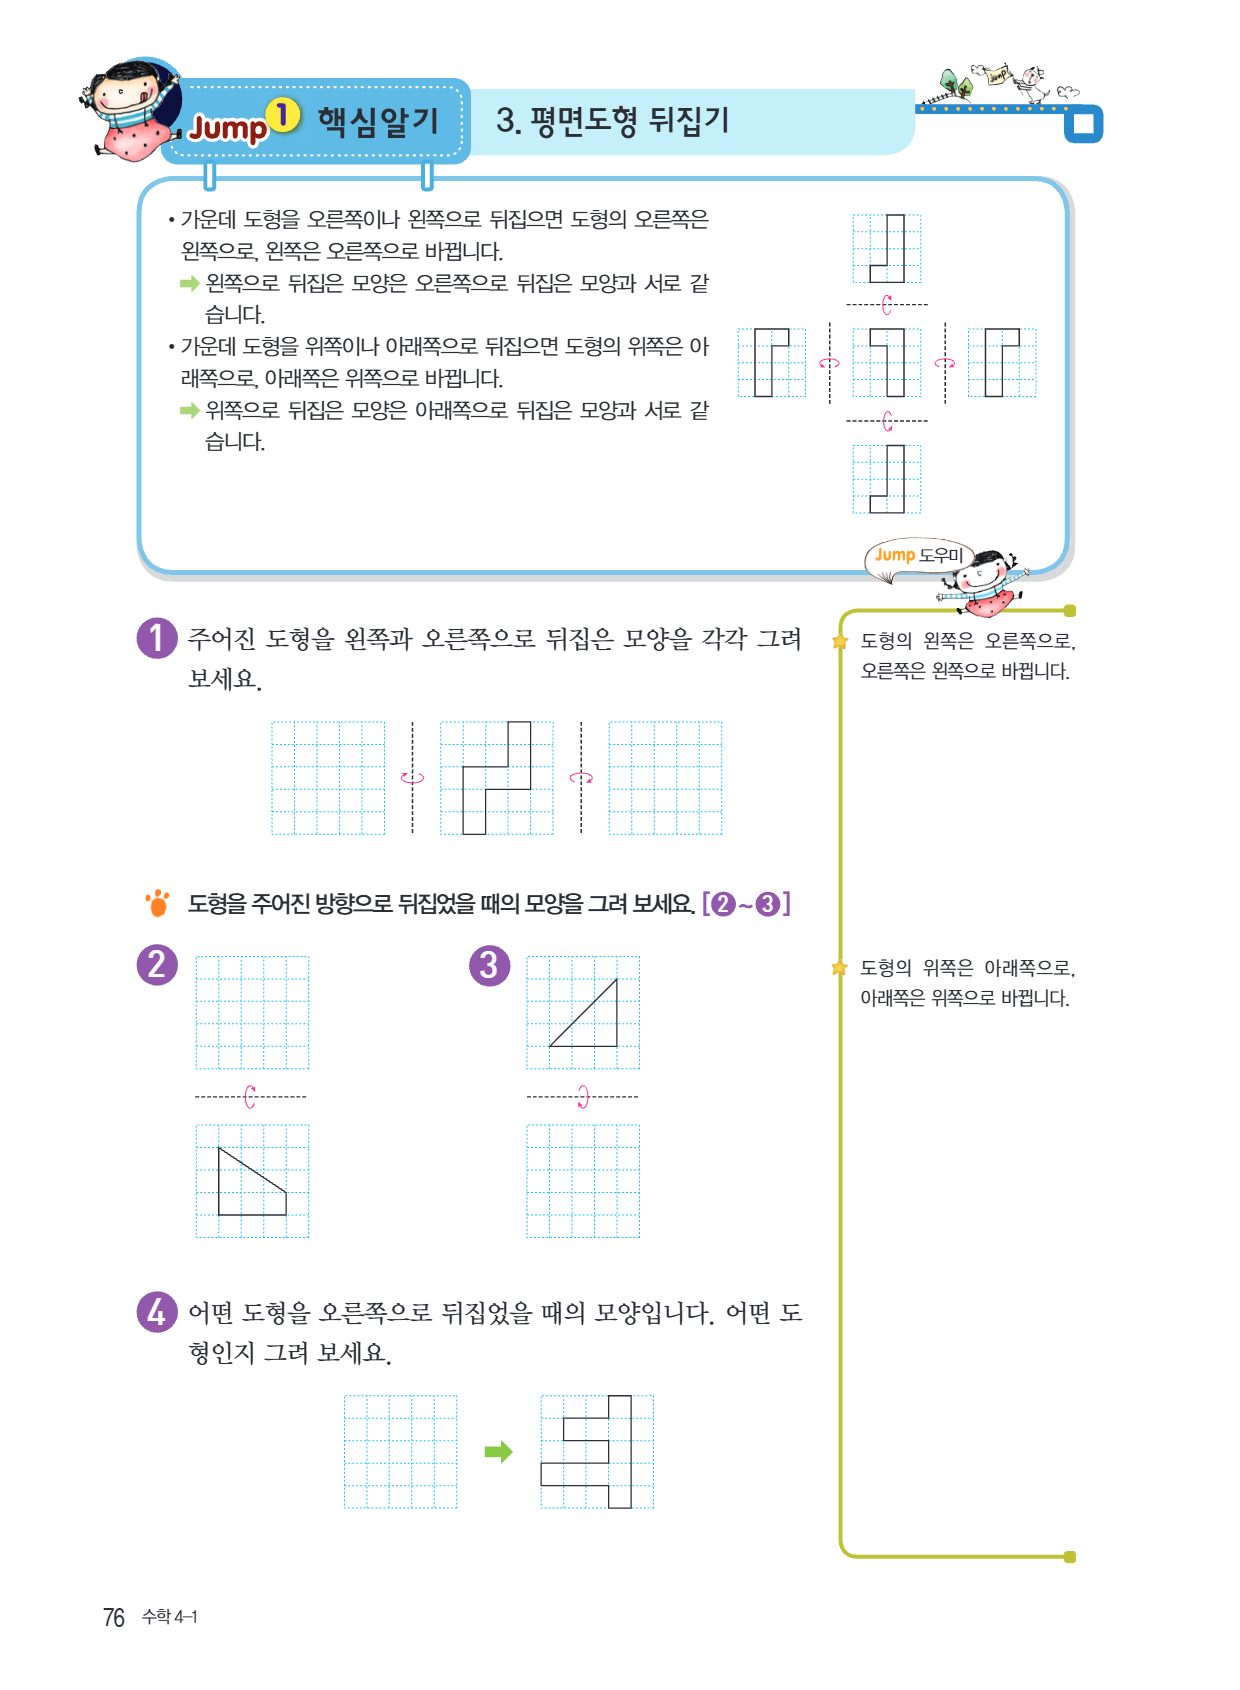 Jump 1 핵심알기 3. 평면도형 뒤집기
Jump
• 가운데 도형을 오른쪽이나 왼쪽으로 뒤집으면 도형의 오른쪽은
왼쪽으로, 왼쪽은 오른쪽으로 바뀝니다.
➡ 왼쪽으로 뒤집은 모양은 오른쪽으로 뒤집은 모양과 서로 같
습니다.
• 가운데 도형을 위쪽이나 아래쪽으로 뒤집으면 도형의 위쪽은 아
래쪽으로, 아래쪽은 위쪽으로 바뀝니다.
➡ 위쪽으로 뒤집은 모양은 아래쪽으로 뒤집은 모양과 서로 같
습니다.
Jump 도우미
1 주어진 도형을 왼쪽과 오른쪽으로 뒤집은 모양을 각각 그려
보세요.
도형의 왼쪽은 오른쪽으로,
오른쪽은 왼쪽으로 바뀝니다.
도형을 주어진 방향으로 뒤집었을 때의 모양을 그려 보세요. [2~3]
2
3
도형의 위쪽은 아래쪽으로,
아래쪽은 위쪽으로 바뀝니다.
4 어떤 도형을 오른쪽으로 뒤집었을 때의 모양입니다. 어떤 도
형인지 그려 보세요.
76 수학 4-1